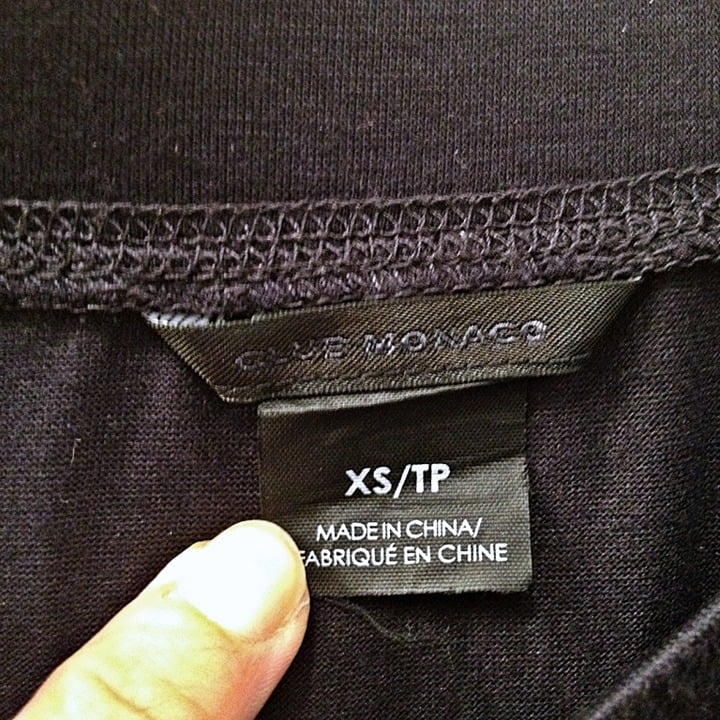 CLUB MONACO
XS/TP
MADE IN CHINA/
FABRIQUÉ EN CHINE